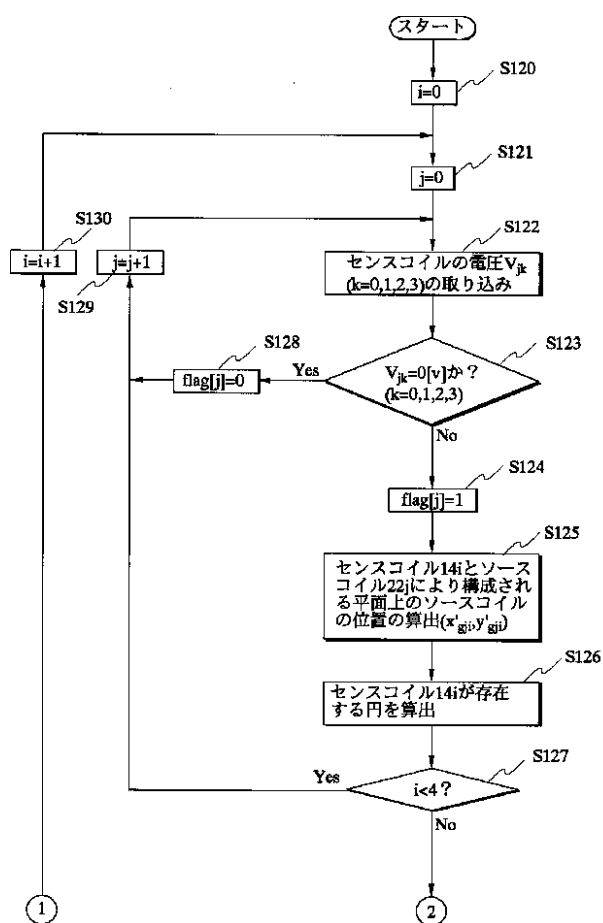 スタート
S120
i=0
S121
j=0
S130
i=i+1
j=j+1
S129
S122
センスコイルの電圧Vjk
(k=0,1,2,3)の取り込み
S128
flag[j]=0
Yes
S123
Vjk=0[v]か？
(k=0,1,2,3)
No
S124
flag[j]=1
S125
センスコイル14iとソース
コイル22jにより構成され
る平面上のソースコイル
の位置の算出(x'gji,y'gji)
S126
センスコイル14iが存在
する円を算出
S127
Yes
i<4？
No
1
2